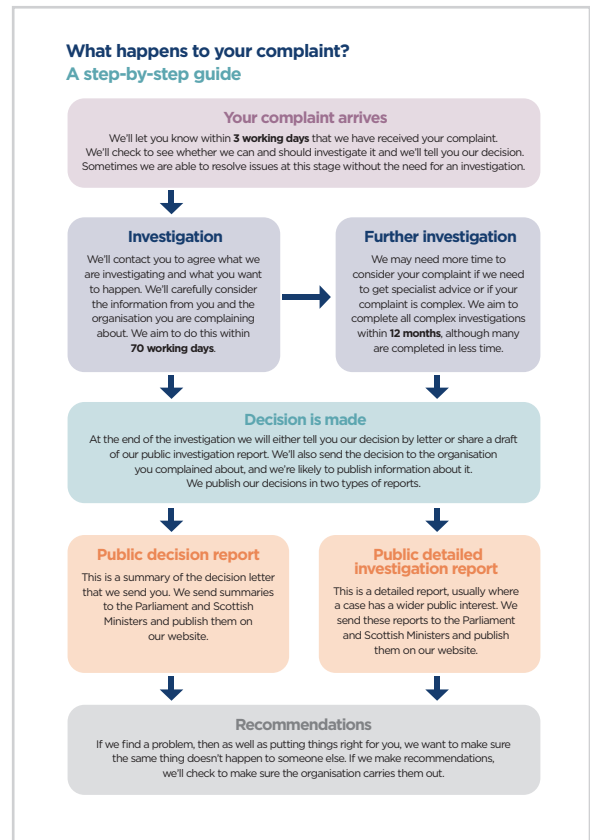 What happens to your complaint?
A step-by-step guide
Your complaint arrives
We'll let you know within 3 working days that we have received your complaint.
We'll check to see whether we can and should investigate it and we'll tell you our decision.
Sometimes we are able to resolve issues at this stage without the need for an investigation.
Investigation
We'll contact you to agree what we
are investigating and what you want
to happen. We'll carefully consider
the information from you and the
organisation you are complaining
about. We aim to do this within
70 working days.
Further investigation
We may need more time to
consider your complaint if we need
to get specialist advice or if your
complaint is complex. We aim to
complete all complex investigations
within 12 months, although many
are completed in less time.
Decision is made
At the end of the investigation we will either tell you our decision by letter or share a draft
of our public investigation report. We'll also send the decision to the organisation
you complained about, and we're likely to publish information about it.
We publish our decisions in two types of reports.
Public decision report
This is a summary of the decision letter
that we send you. We send summaries
to the Parliament and Scottish
Ministers and publish them on
our website.
Public detailed
investigation report
This is a detailed report, usually where
a case has a wider public interest. We
send these reports to the Parliament
and Scottish Ministers and publish
them on our website.
Recommendations
If we find a problem, then as well as putting things right for you, we want to make sure
the same thing doesn't happen to someone else. If we make recommendations,
we'll check to make sure the organisation carries them out.